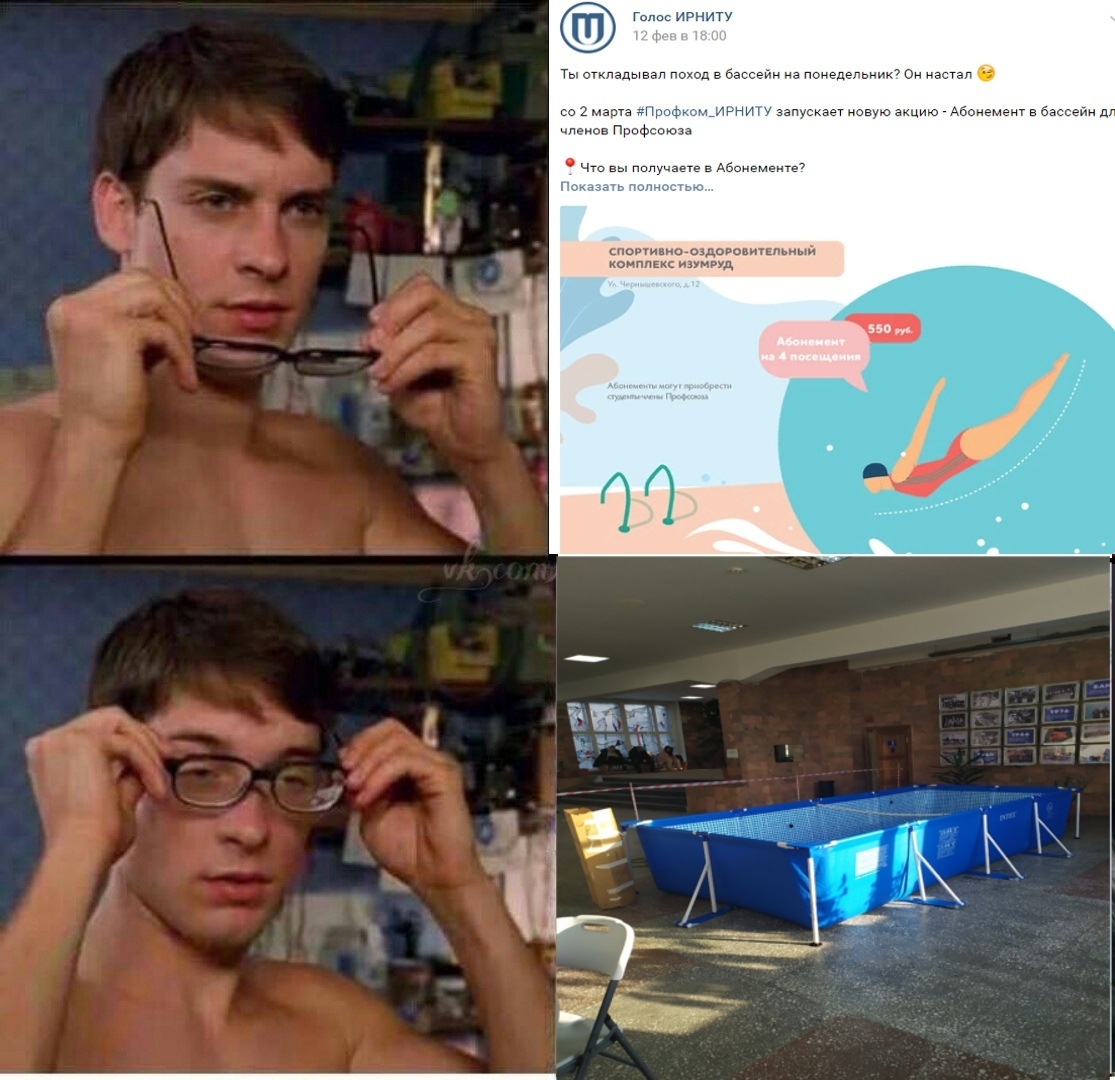 Голос ИРНИТУ
12 фев в 18:00
Ты откладывал поход в бассейн на понедельник? Он настал
со 2 марта #Профком_ИРНИТУ запускает новую акцию - Абонемент в бассейн дл
членов Профсоюза
Что вы получаете в Абонементе?
Показать полностью...
СПОРТИВНО-ОЗДОРОВИТЕЛЬНЫЙ
КОМПЛЕКС ИЗУМРУД
Ул. Чернышевского, д.12
550 руб.
Абонемент
на 4 посещения
Абонементы могут приобрести
студенты-члены Профсоюза
vk.com
INTEX